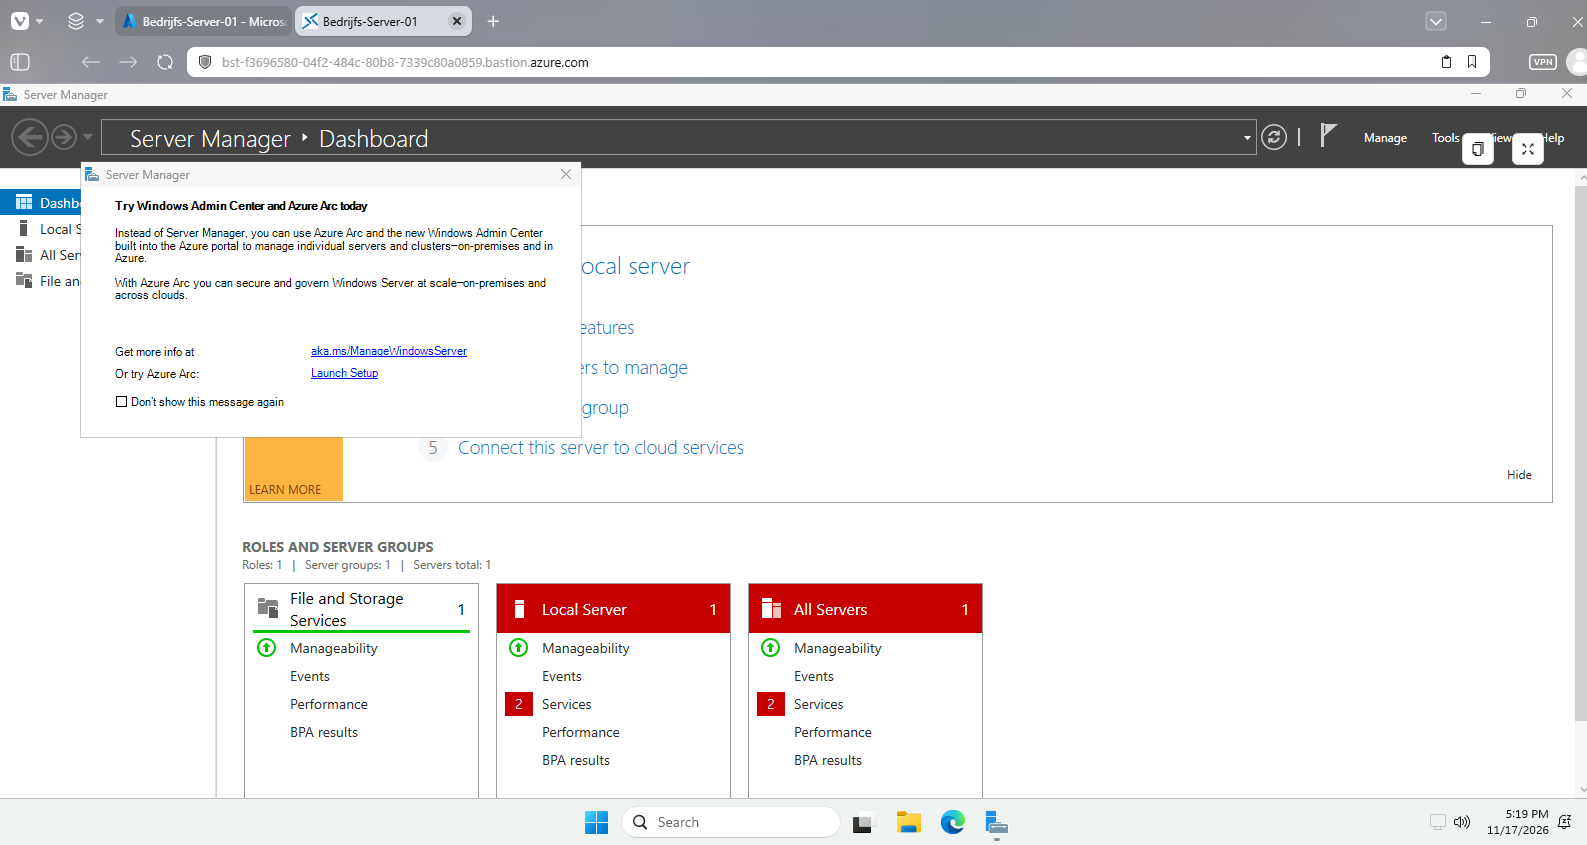 Bedrijfs-Server-01 - Micros
Bedrijfs-Server-01
bst-f3696580-04f2-484c-80b8-7339c80a0859.bastion.azure.com
VPN
Server Manager
Server Manager ‣ Dashboard
Manage
Tools
View
Help
Dashb
Local S
All Ser
File an
Server Manager
Try Windows Admin Center and Azure Arc today
Instead of Server Manager, you can use Azure Arc and the new Windows Admin Center
built into the Azure portal to manage individual servers and clusters—on-premises and in
Azure.
With Azure Arc you can secure and govern Windows Server at scale—on-premises and
across clouds.
Get more info at aka.ms/ManageWindowsServer
Or try Azure Arc: Launch Setup
Don't show this message again
ocal server
eatures
ers to manage
group
5 Connect this server to cloud services
LEARN MORE
Hide
ROLES AND SERVER GROUPS
Roles: 1 | Server groups: 1 | Servers total: 1
File and Storage
Services
1
Manageability
Events
Performance
BPA results
Local Server 1
Manageability
Events
2 Services
Performance
BPA results
All Servers 1
Manageability
Events
2 Services
Performance
BPA results
Search
5:19 PM
11/17/2026